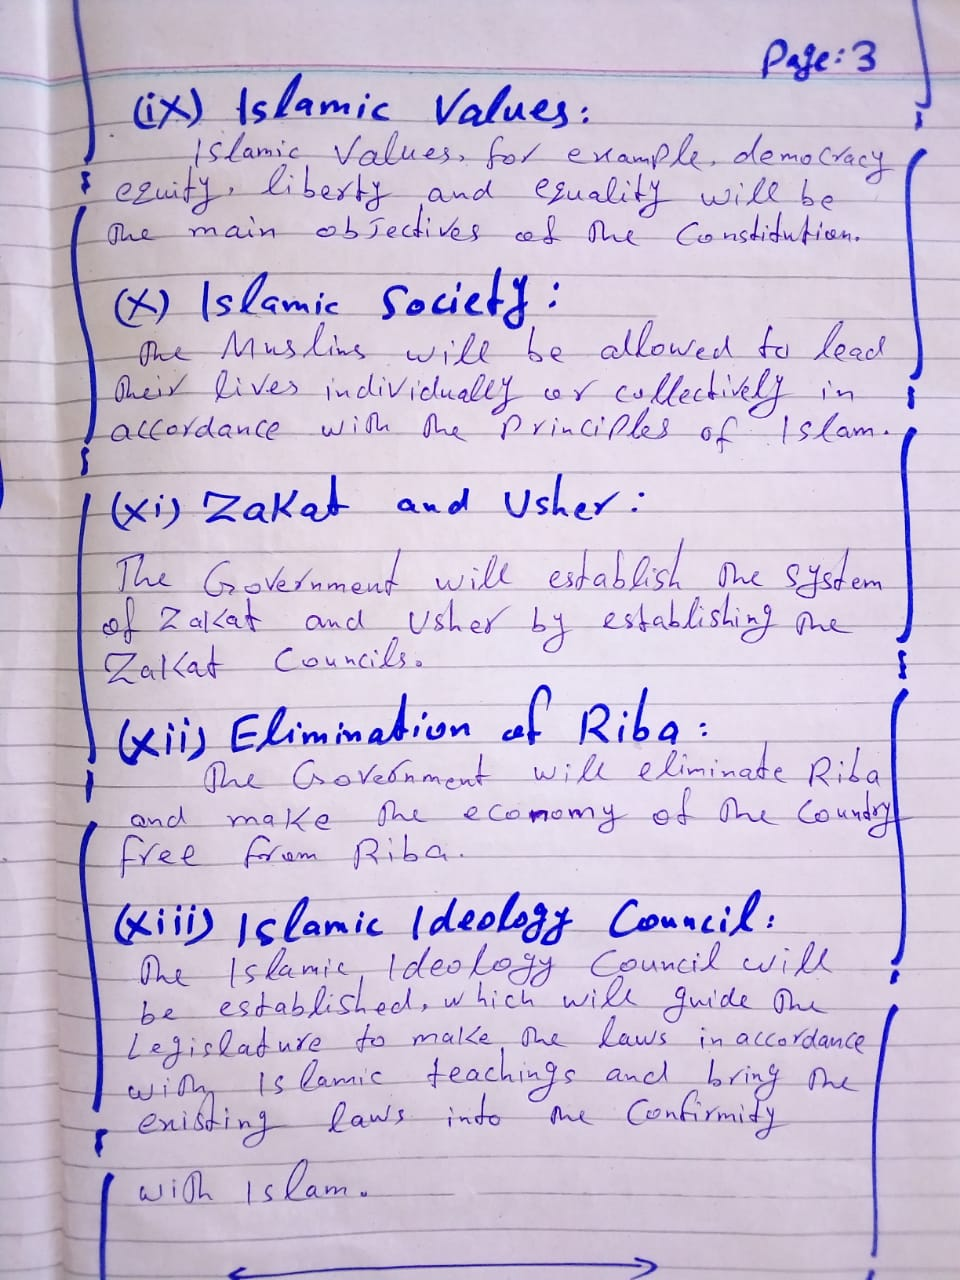 Page: 3
(ix) Islamic Values:
Islamic Values, for example, democracy
equity, liberty and equality will be
the main objectives of the Constitution.
(x) Islamic Society:
The Muslims will be allowed to lead
their lives individually or collectively in
accordance with the Principles of Islam.
(xi) Zakat and Usher:
The Government will establish the system
of Zakat and Usher by establishing the
Zakat Councils.
(xii) Elimination of Riba:
The Government will eliminate Riba
and make the economy of the Country
free from Riba.
(xiii) Islamic Ideology Council:
The Islamic Ideology Council will
be established, which will guide the
Legislature to make the laws in accordance
with Islamic teachings and bring the
existing laws into the Confirmity
with Islam.